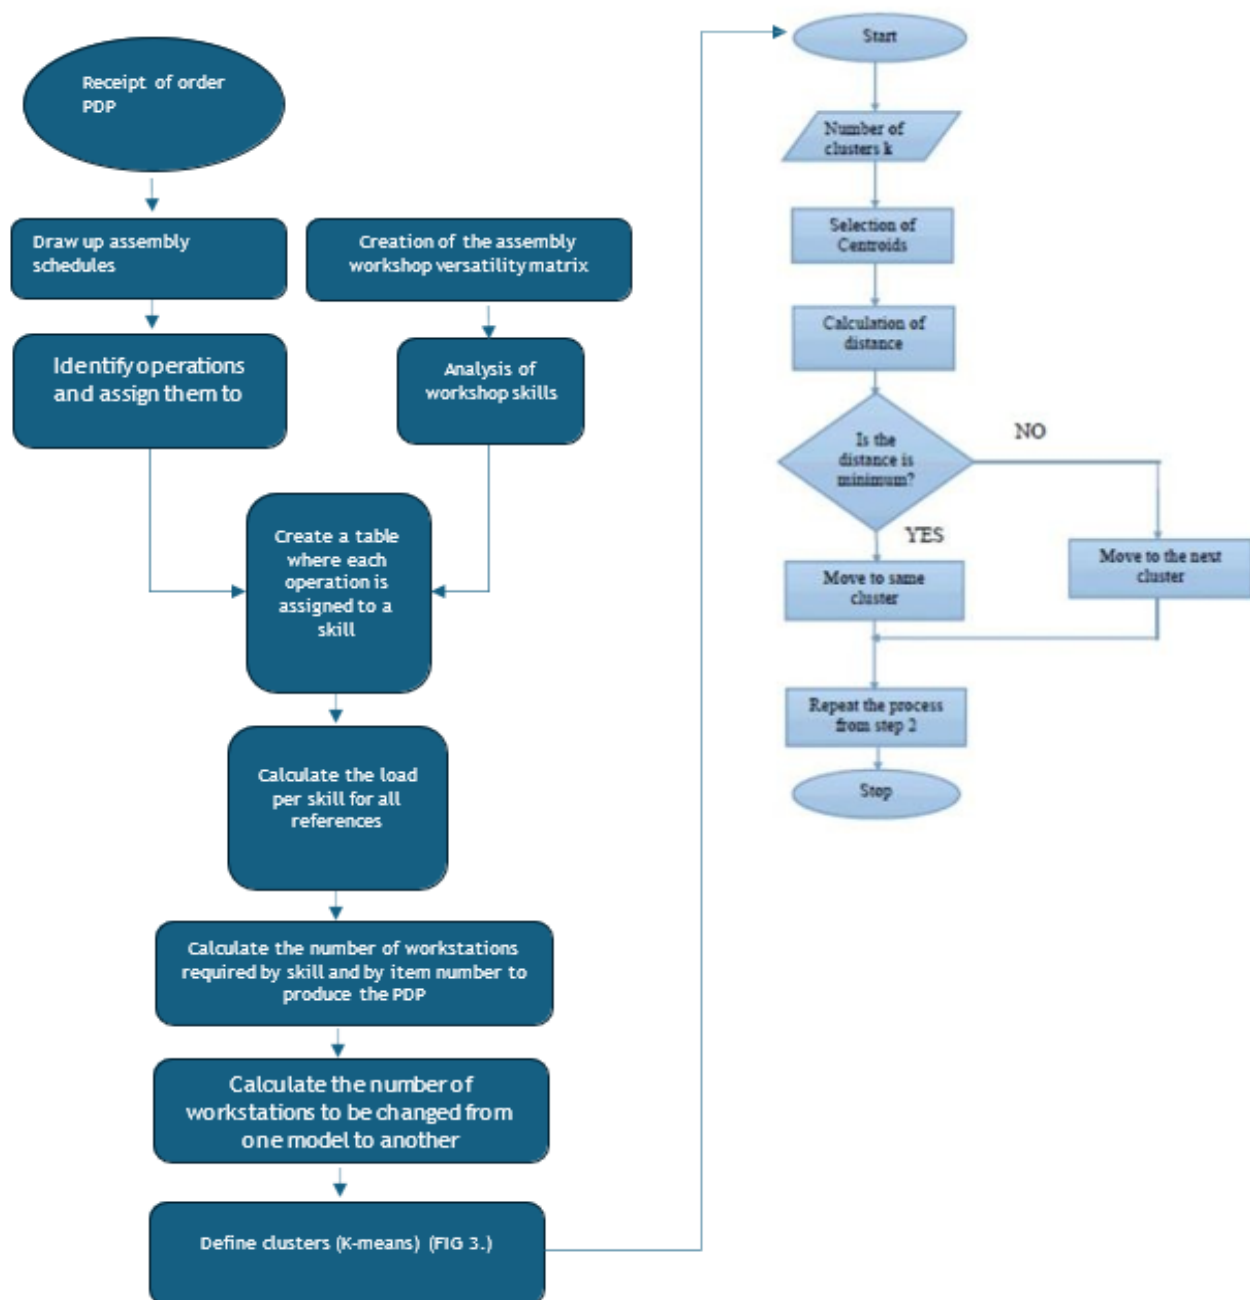 Receipt of order
PDP
Draw up assembly
schedules
Creation of the assembly
workshop versatility matrix
Identify operations
and assign them to
Analysis of
workshop skills
Create a table
where each
operation is
assigned to a
skill
Calculate the load
per skill for all
references
Calculate the number of workstations
required by skill and by item number to
produce the PDP
Calculate the number of
workstations to be changed from
one model to another
Define clusters (K-means) (FIG 3.)
Start
Number of
clusters k
Selection of
Centroids
Calculation of
distance
Is the
distance is
minimum?
NO
YES
Move to same
cluster
Move to the next
cluster
Repeat the process
from step 2
Stop